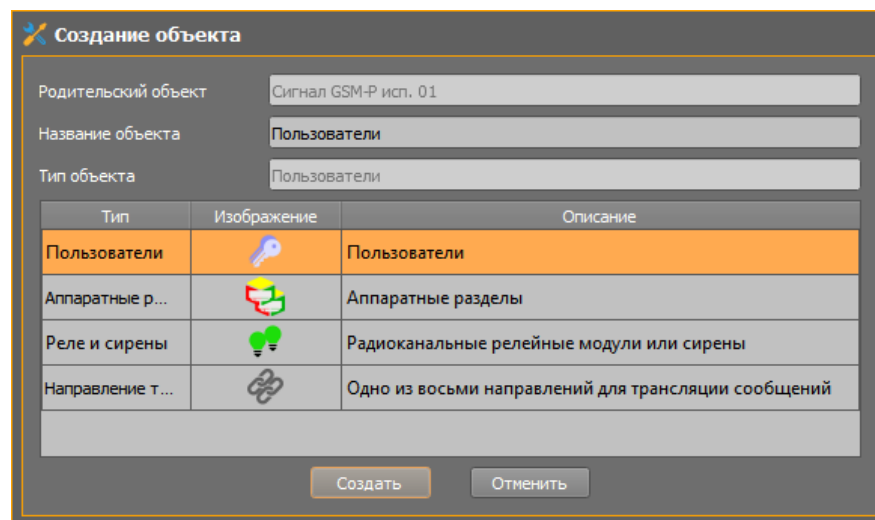 Создание объекта
Родительский объект Сигнал GSM-P исп. 01
Название объекта Пользователи
Тип объекта Пользователи
Тип Изображение Описание
Пользователи Пользователи
Аппаратные р... Аппаратные разделы
Реле и сирены Радиоканальные релейные модули или сирены
Направление т... Одно из восьми направлений для трансляции сообщений
Создать Отменить